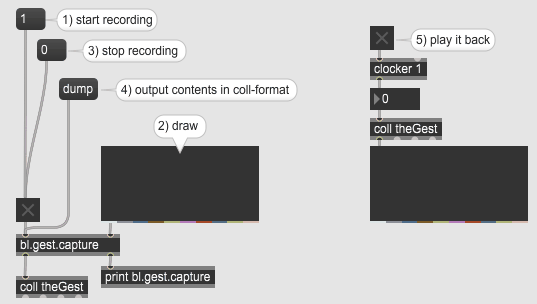 1
1) start recording
0
3) stop recording
dump
4) output contents in coll-format
2) draw
bl.gest.capture
coll theGest
print bl.gest.capture
5) play it back
clocker 1
0
coll theGest